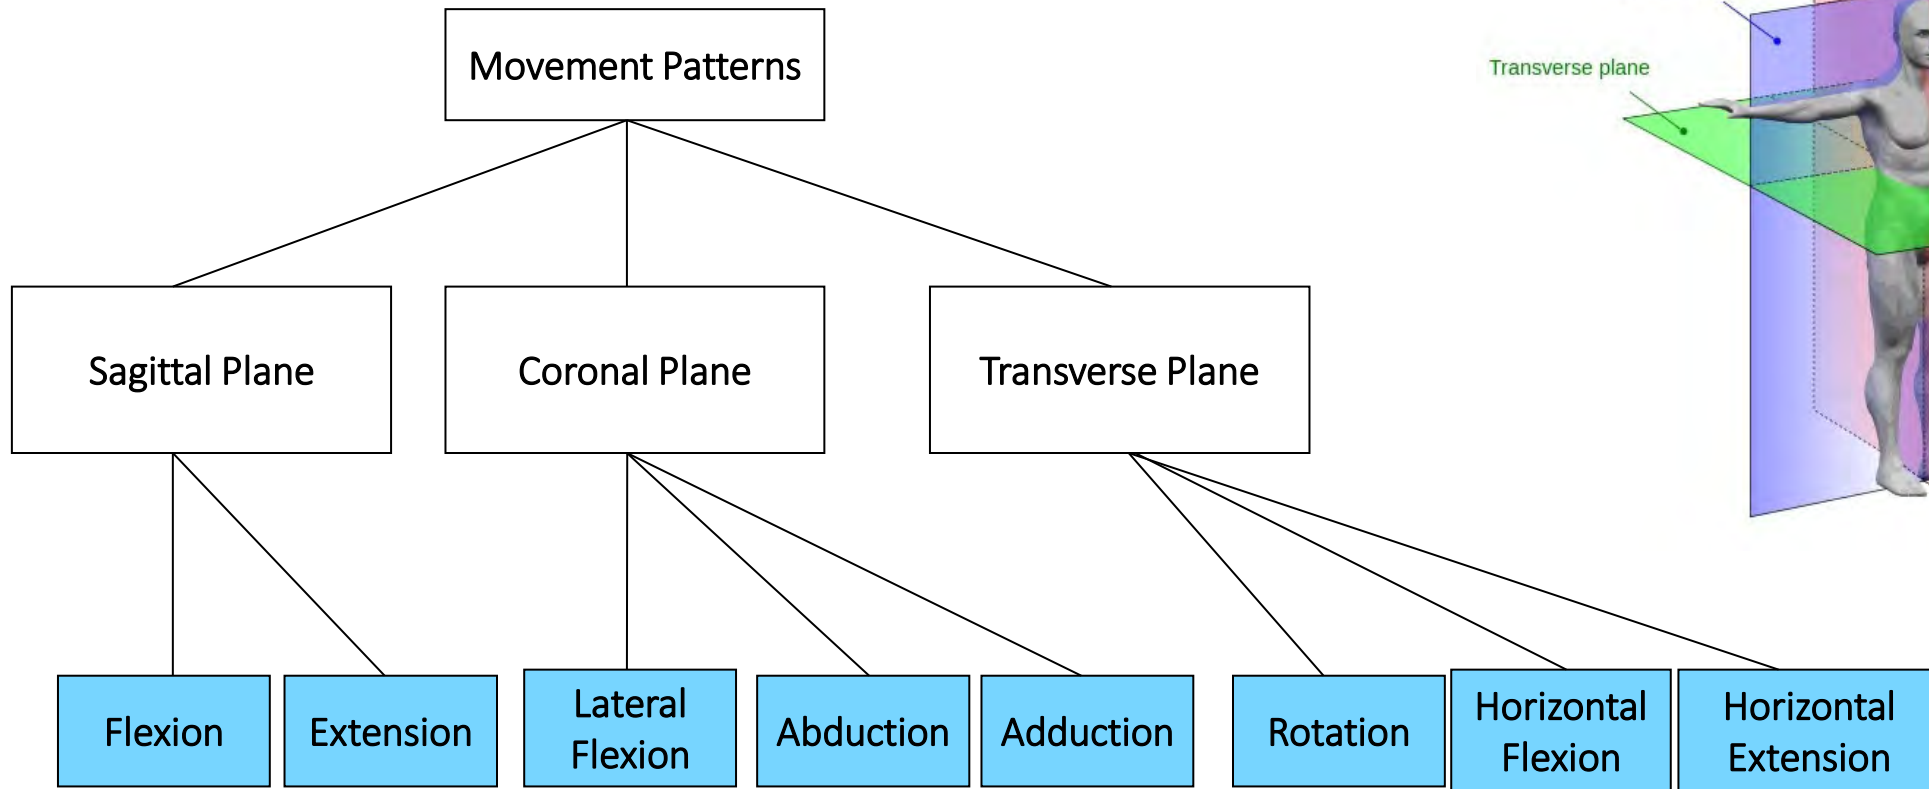 Movement Patterns
Transverse plane
Sagittal Plane
Coronal Plane
Transverse Plane
Flexion
Extension
Lateral
Flexion
Abduction
Adduction
Rotation
Horizontal
Flexion
Horizontal
Extension